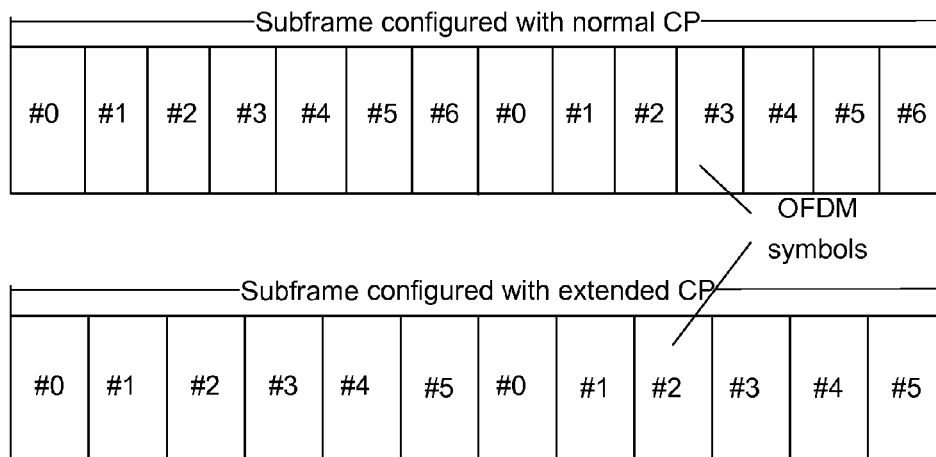 Subframe configured with normal CP
#0 #1 #2 #3 #4 #5 #6 #0 #1 #2 #3 #4 #5 #6
OFDM
symbols
Subframe configured with extended CP
#0 #1 #2 #3 #4 #5 #0 #1 #2 #3 #4 #5